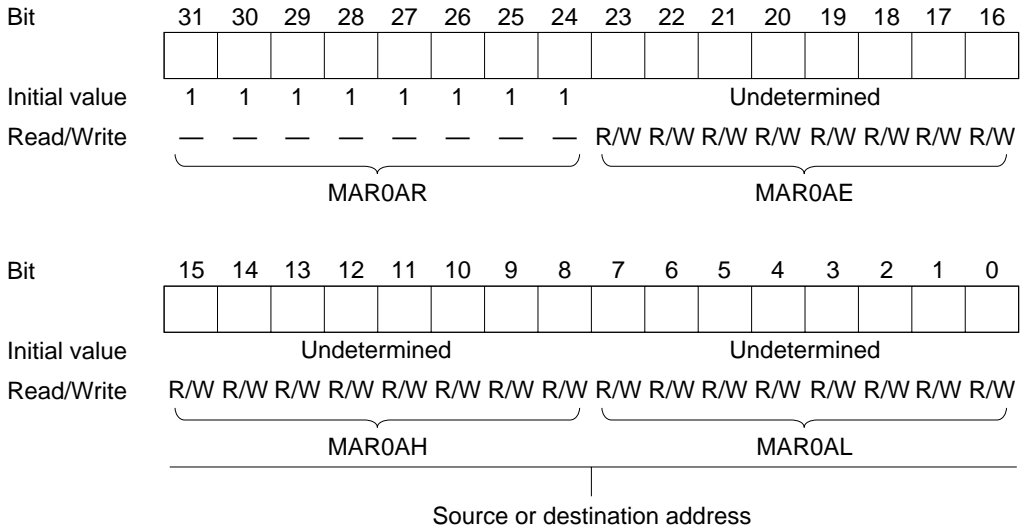 Bit 31 30 29 28 27 26 25 24 23 22 21 20 19 18 17 16
Initial value 1 1 1 1 1 1 1 1 Undetermined
Read/Write — — — — — — — — R/W R/W R/W R/W R/W R/W R/W R/W
MAR0AR MAR0AE
Bit 15 14 13 12 11 10 9 8 7 6 5 4 3 2 1 0
Initial value Undetermined Undetermined
Read/Write R/W R/W R/W R/W R/W R/W R/W R/W R/W R/W R/W R/W R/W R/W R/W R/W
MAR0AH MAR0AL
Source or destination address